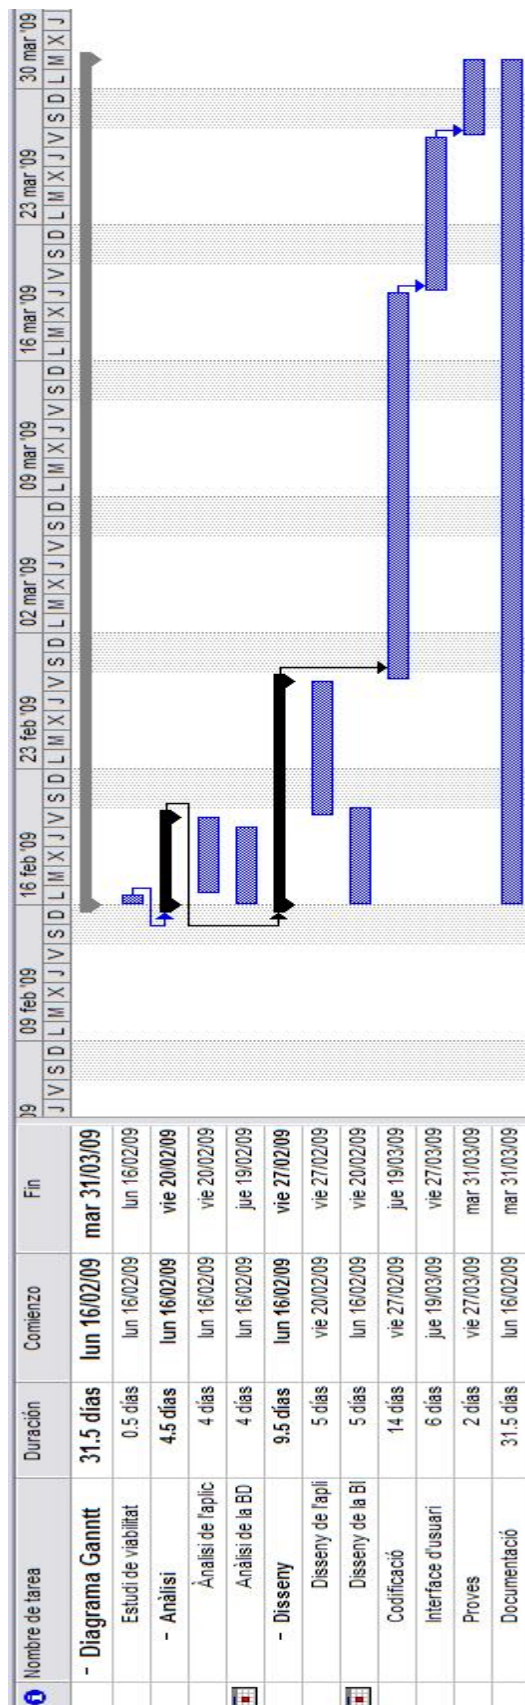 Nombre de tarea Duración Comienzo Fin
09 09 feb '09 16 feb '09 23 feb '09 02 mar '09 09 mar '09 16 mar '09 23 mar '09 30 mar '09
J V S D L M X J V S D L M X J V S D L M X J V S D L M X J V S D L M X J V S D L M X J V S D L M X J V S D L M X J
- Diagrama Ganntt 31.5 días lun 16/02/09 mar 31/03/09
Estudi de viabilitat 0.5 días lun 16/02/09 lun 16/02/09
- Anàlisi 4.5 días lun 16/02/09 vie 20/02/09
Ànalisi de l'aplic 4 días lun 16/02/09 vie 20/02/09
Anàlisi de la BD 4 días lun 16/02/09 jue 19/02/09
- Disseny 9.5 días lun 16/02/09 vie 27/02/09
Disseny de l'apli 5 días vie 20/02/09 vie 27/02/09
Disseny de la BI 5 días lun 16/02/09 vie 20/02/09
Codificació 14 días vie 27/02/09 jue 19/03/09
Interface d'usuari 6 días jue 19/03/09 vie 27/03/09
Proves 2 días vie 27/03/09 mar 31/03/09
Documentació 31.5 días lun 16/02/09 mar 31/03/09